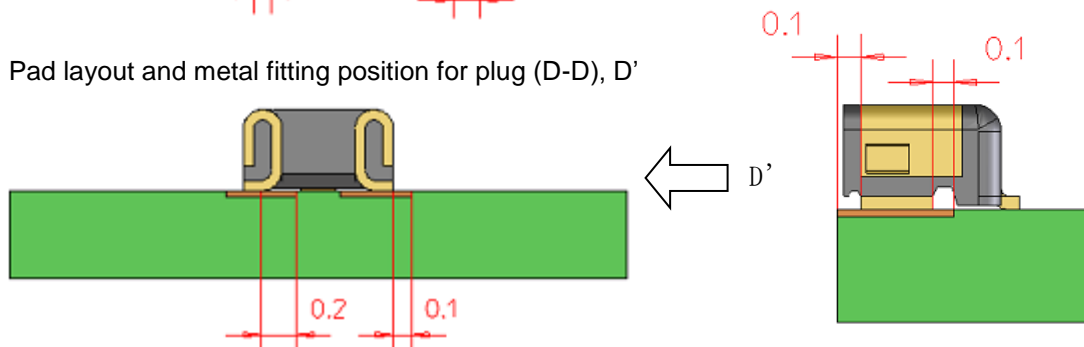 0.1
0.1
Pad layout and metal fitting position for plug (D-D), D’
D’
0.2
0.1